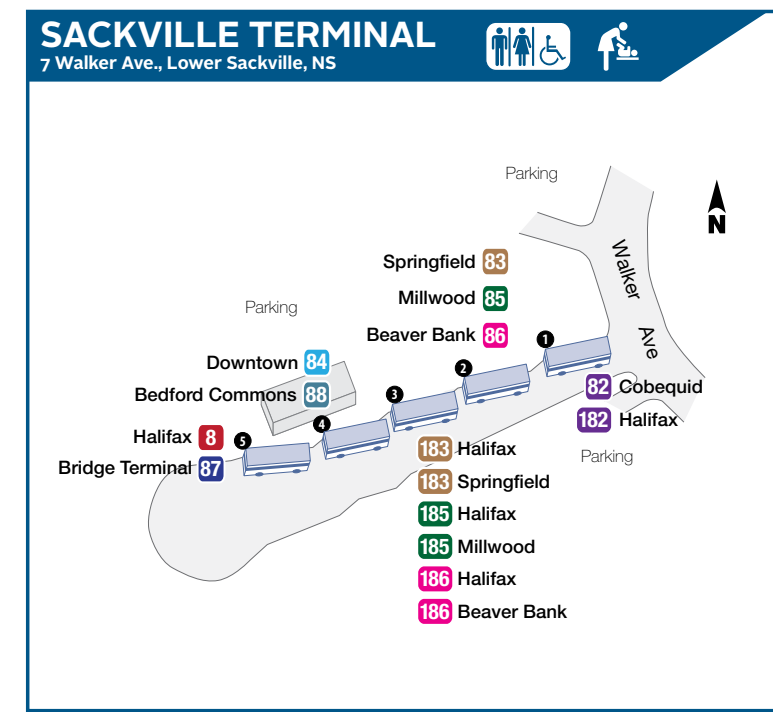 SACKVILLE TERMINAL
7 Walker Ave., Lower Sackville, NS
Parking
N
Walker Ave
Springfield 83
Millwood 85
Beaver Bank 86
Parking
1
2
3
4
5
Downtown 84
Bedford Commons 88
82 Cobequid
182 Halifax
Halifax 8
Bridge Terminal 87
Parking
183 Halifax
183 Springfield
185 Halifax
185 Millwood
186 Halifax
186 Beaver Bank